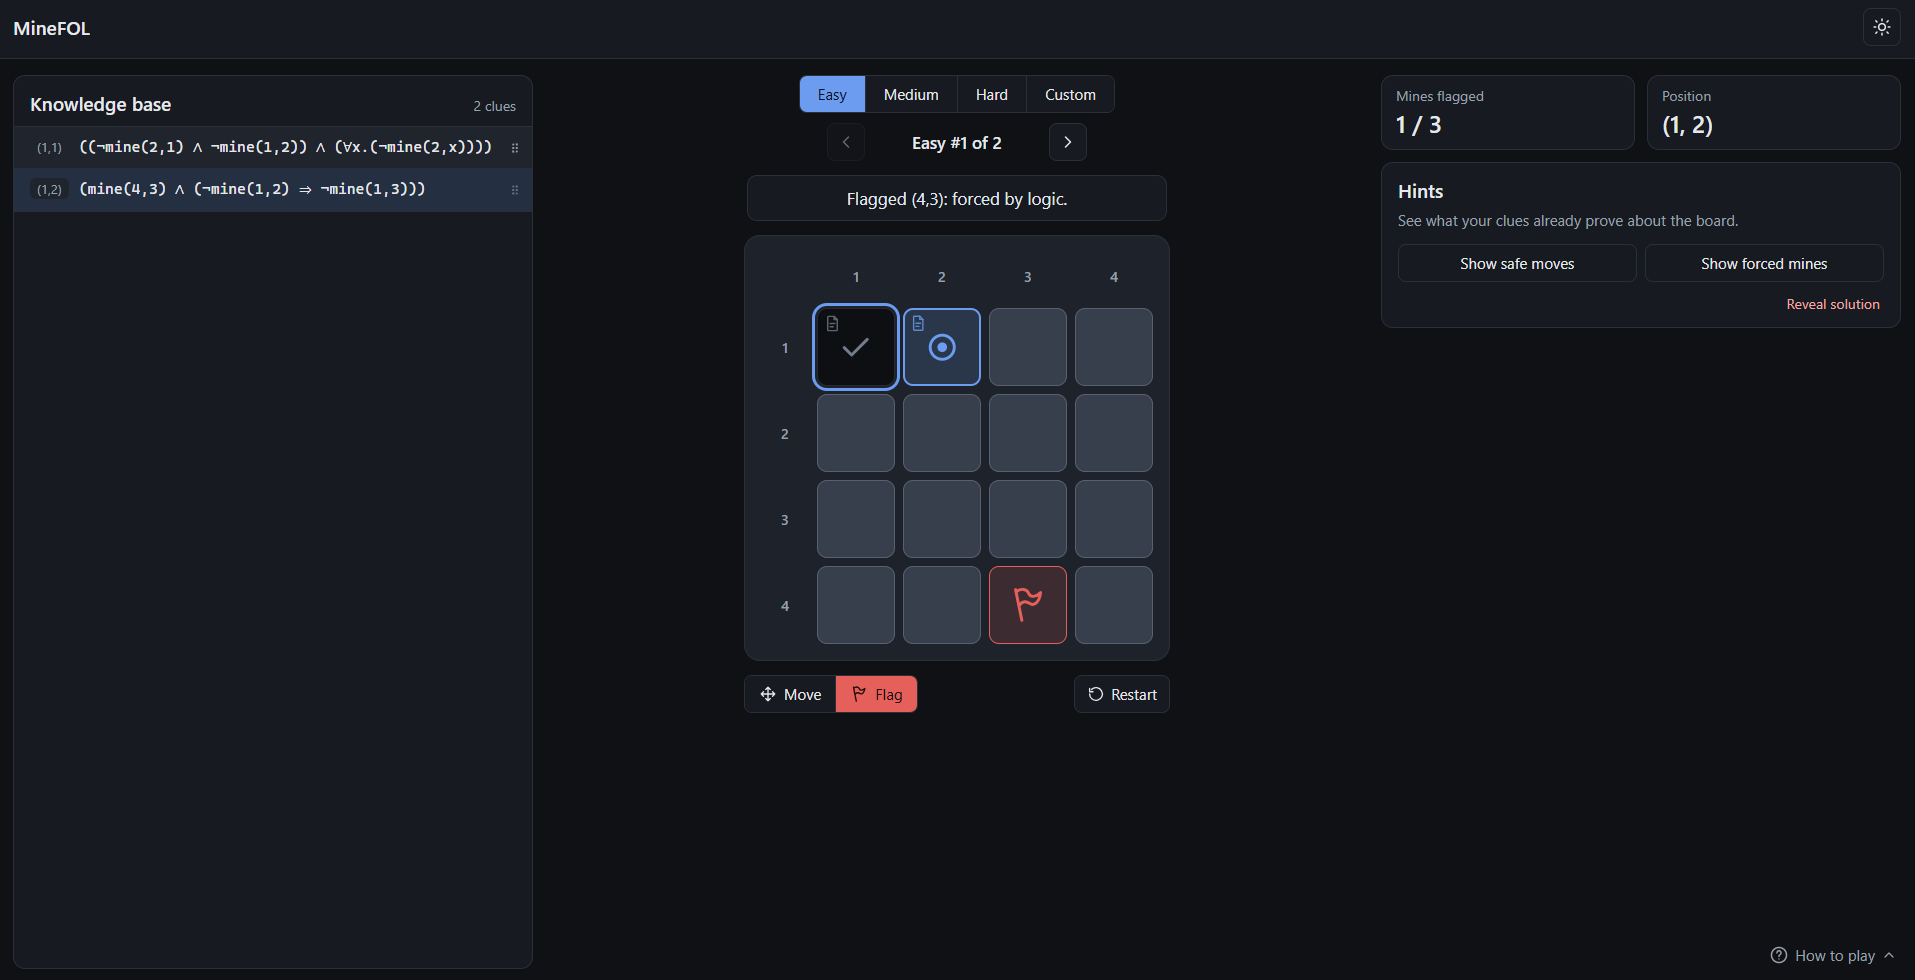 MineFOL
Knowledge base
2 clues
(1,1) ((¬mine(2,1) ∧ ¬mine(1,2)) ∧ (∀x.(¬mine(2,x))))
(1,2) (mine(4,3) ∧ (¬mine(1,2) ⇒ ¬mine(1,3)))
Easy Medium Hard Custom
Easy #1 of 2
Flagged (4,3): forced by logic.
1 2 3 4
1
2
3
4
Move Flag Restart
Mines flagged
1 / 3
Position
(1, 2)
Hints
See what your clues already prove about the board.
Show safe moves Show forced mines
Reveal solution
How to play